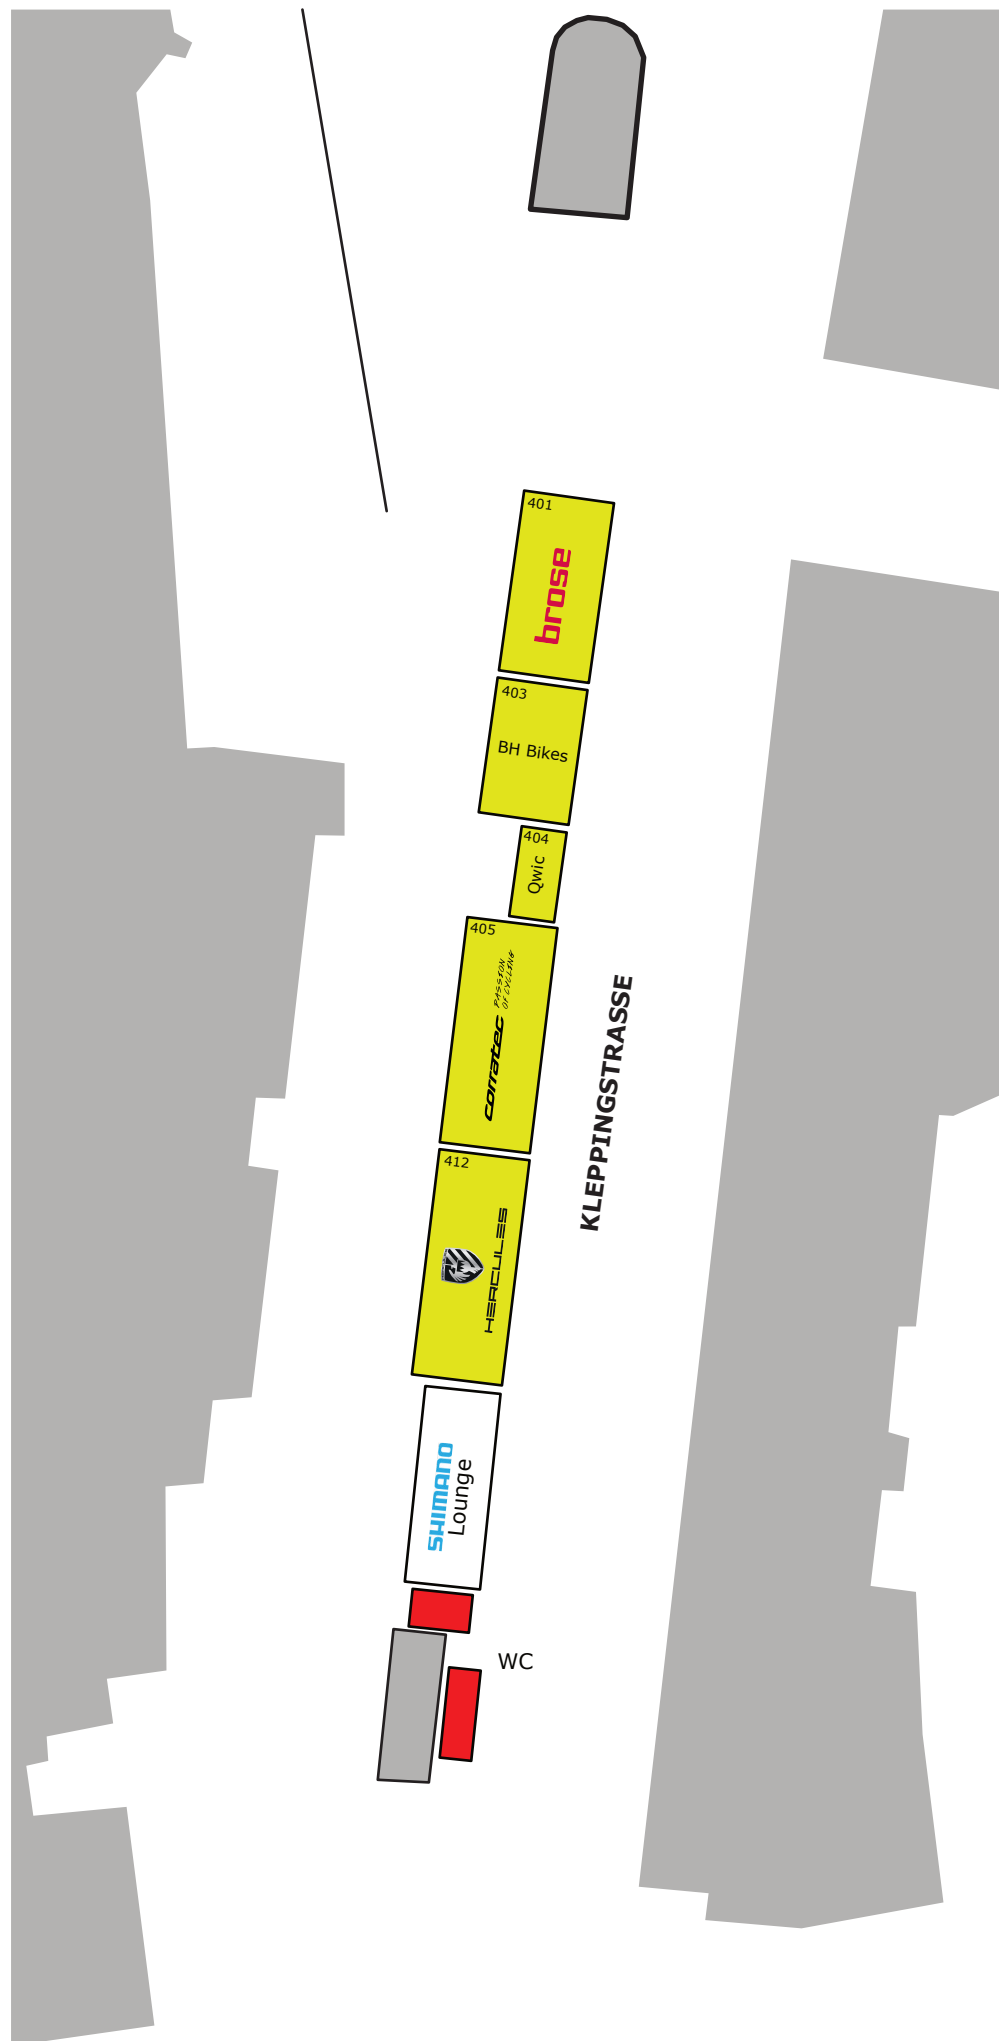 401
brose
403
BH Bikes
404
Qwic
405
corratec
PASSION
OF CYCLING
KLEPPINGSTRASSE
412
HERCULES
SHIMANO
Lounge
WC